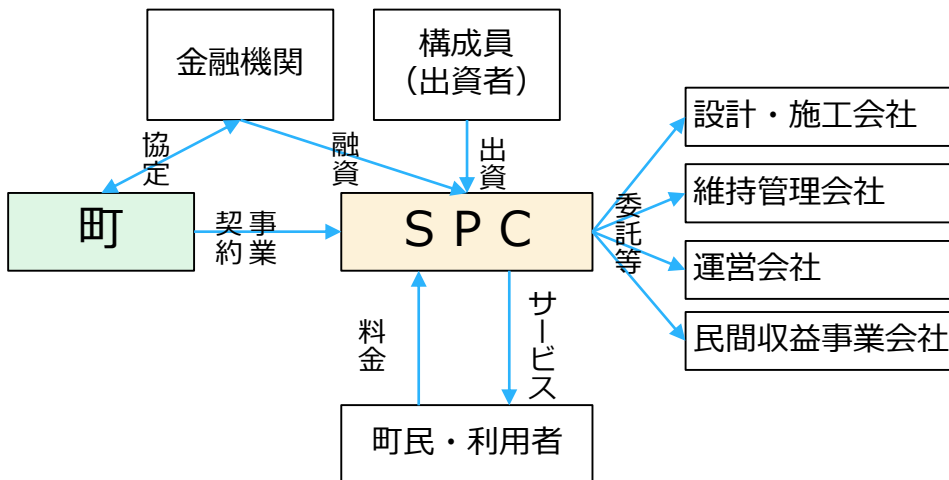 金融機関
構成員
（出資者）
設計・施工会社
協定
融資
出資
維持管理会社
町
事業
契約
ＳＰＣ
委託等
運営会社
民間収益事業会社
料金
サービス
町民・利用者